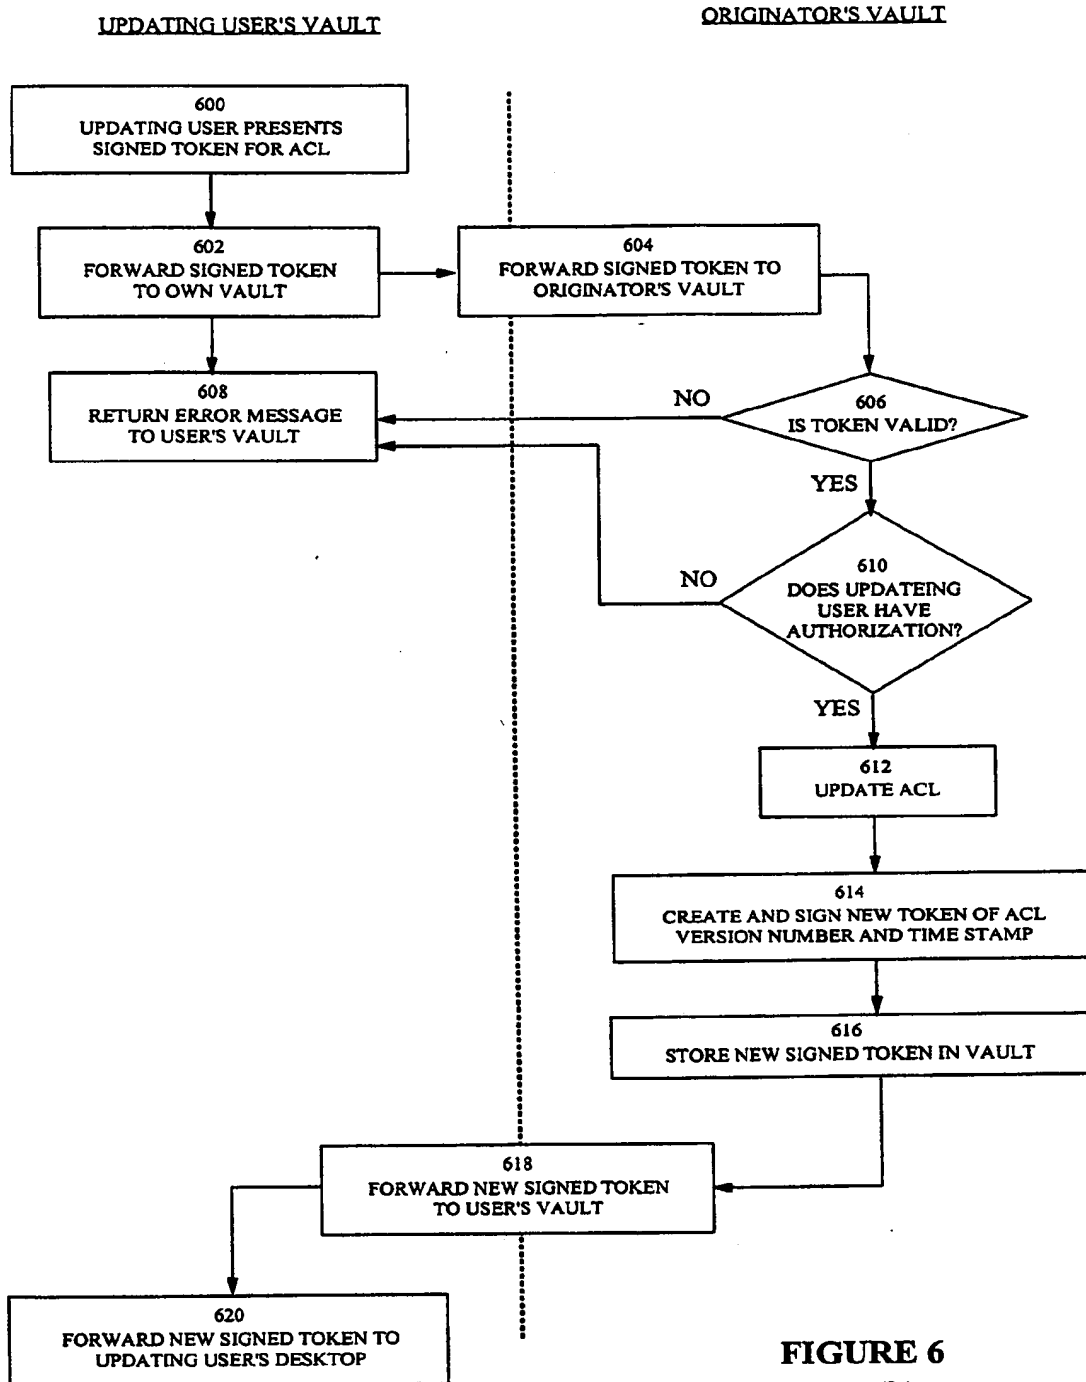 UPDATING USER'S VAULT
ORIGINATOR'S VAULT
600
UPDATING USER PRESENTS
SIGNED TOKEN FOR ACL
602
FORWARD SIGNED TOKEN
TO OWN VAULT
604
FORWARD SIGNED TOKEN TO
ORIGINATOR'S VAULT
608
RETURN ERROR MESSAGE
TO USER'S VAULT
NO
606
IS TOKEN VALID?
YES
NO
610
DOES UPDATEING
USER HAVE
AUTHORIZATION?
YES
612
UPDATE ACL
614
CREATE AND SIGN NEW TOKEN OF ACL
VERSION NUMBER AND TIME STAMP
616
STORE NEW SIGNED TOKEN IN VAULT
618
FORWARD NEW SIGNED TOKEN
TO USER'S VAULT
620
FORWARD NEW SIGNED TOKEN TO
UPDATING USER'S DESKTOP
FIGURE 6